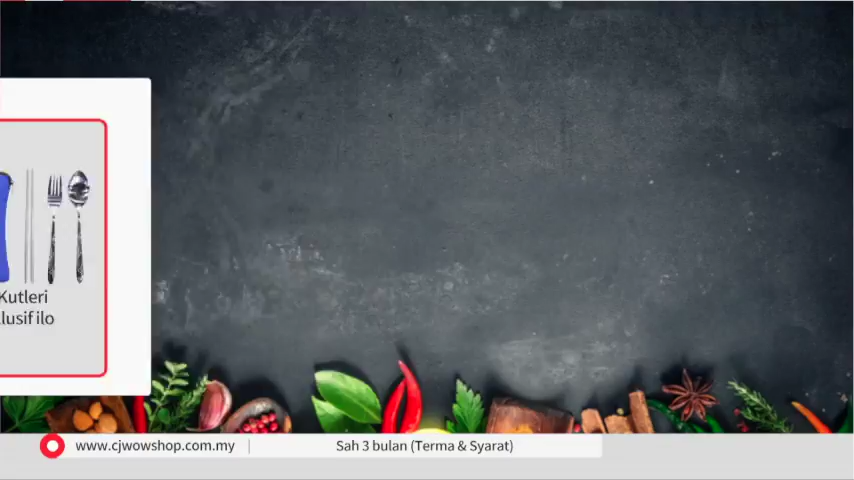 Kutleri
lusif ilo
www.cjwowshop.com.my
Sah 3 bulan (Terma & Syarat)